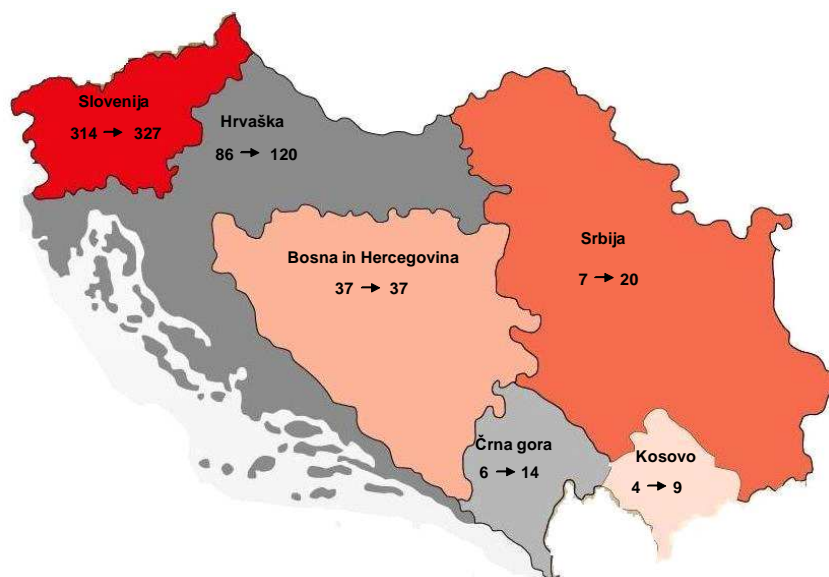 Slovenija
314 → 327
Hrvaška
86 → 120
Bosna in Hercegovina
37 → 37
Srbija
7 → 20
Črna gora
6 → 14
Kosovo
4 → 9